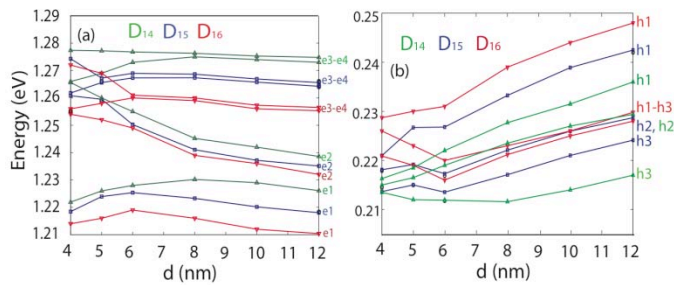 (a) D14 D15 D16
Energy (eV)
1.29
1.28
1.27
1.26
1.25
1.24
1.23
1.22
1.21
e3-e4
e3-e4
e3-e4
e2
e2
e2
e1
e1
e1
4 5 6 8 10 12
d (nm)
(b)
D14 D15 D16
0.25
0.23
0.22
0.21
h1
h1
h1
h1-h3
h2, h2
h3
h3
4 5 6 8 10 12
d (nm)